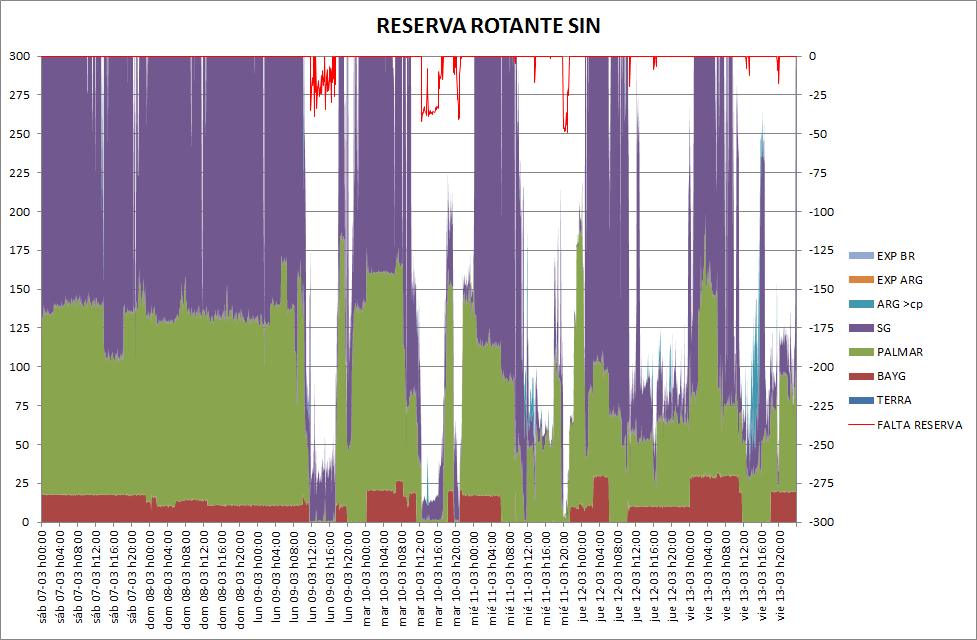 RESERVA ROTANTE SIN
300
275
250
225
200
175
150
125
100
75
50
25
0
0
-25
-50
-75
-100
-125
-150
-175
-200
-225
-250
-275
-300
EXP BR
EXP ARG
ARG >cp
SG
PALMAR
BAYG
TERRA
FALTA RESERVA
sáb 07-03 h00:00
sáb 07-03 h04:00
sáb 07-03 h08:00
sáb 07-03 h12:00
sáb 07-03 h16:00
sáb 07-03 h20:00
dom 08-03 h00:00
dom 08-03 h04:00
dom 08-03 h08:00
dom 08-03 h12:00
dom 08-03 h16:00
dom 08-03 h20:00
lun 09-03 h00:00
lun 09-03 h04:00
lun 09-03 h08:00
lun 09-03 h12:00
lun 09-03 h16:00
lun 09-03 h20:00
mar 10-03 h00:00
mar 10-03 h04:00
mar 10-03 h08:00
mar 10-03 h12:00
mar 10-03 h16:00
mar 10-03 h20:00
mié 11-03 h00:00
mié 11-03 h04:00
mié 11-03 h08:00
mié 11-03 h12:00
mié 11-03 h16:00
mié 11-03 h20:00
jue 12-03 h00:00
jue 12-03 h04:00
jue 12-03 h08:00
jue 12-03 h12:00
jue 12-03 h16:00
jue 12-03 h20:00
vie 13-03 h00:00
vie 13-03 h04:00
vie 13-03 h08:00
vie 13-03 h12:00
vie 13-03 h16:00
vie 13-03 h20:00